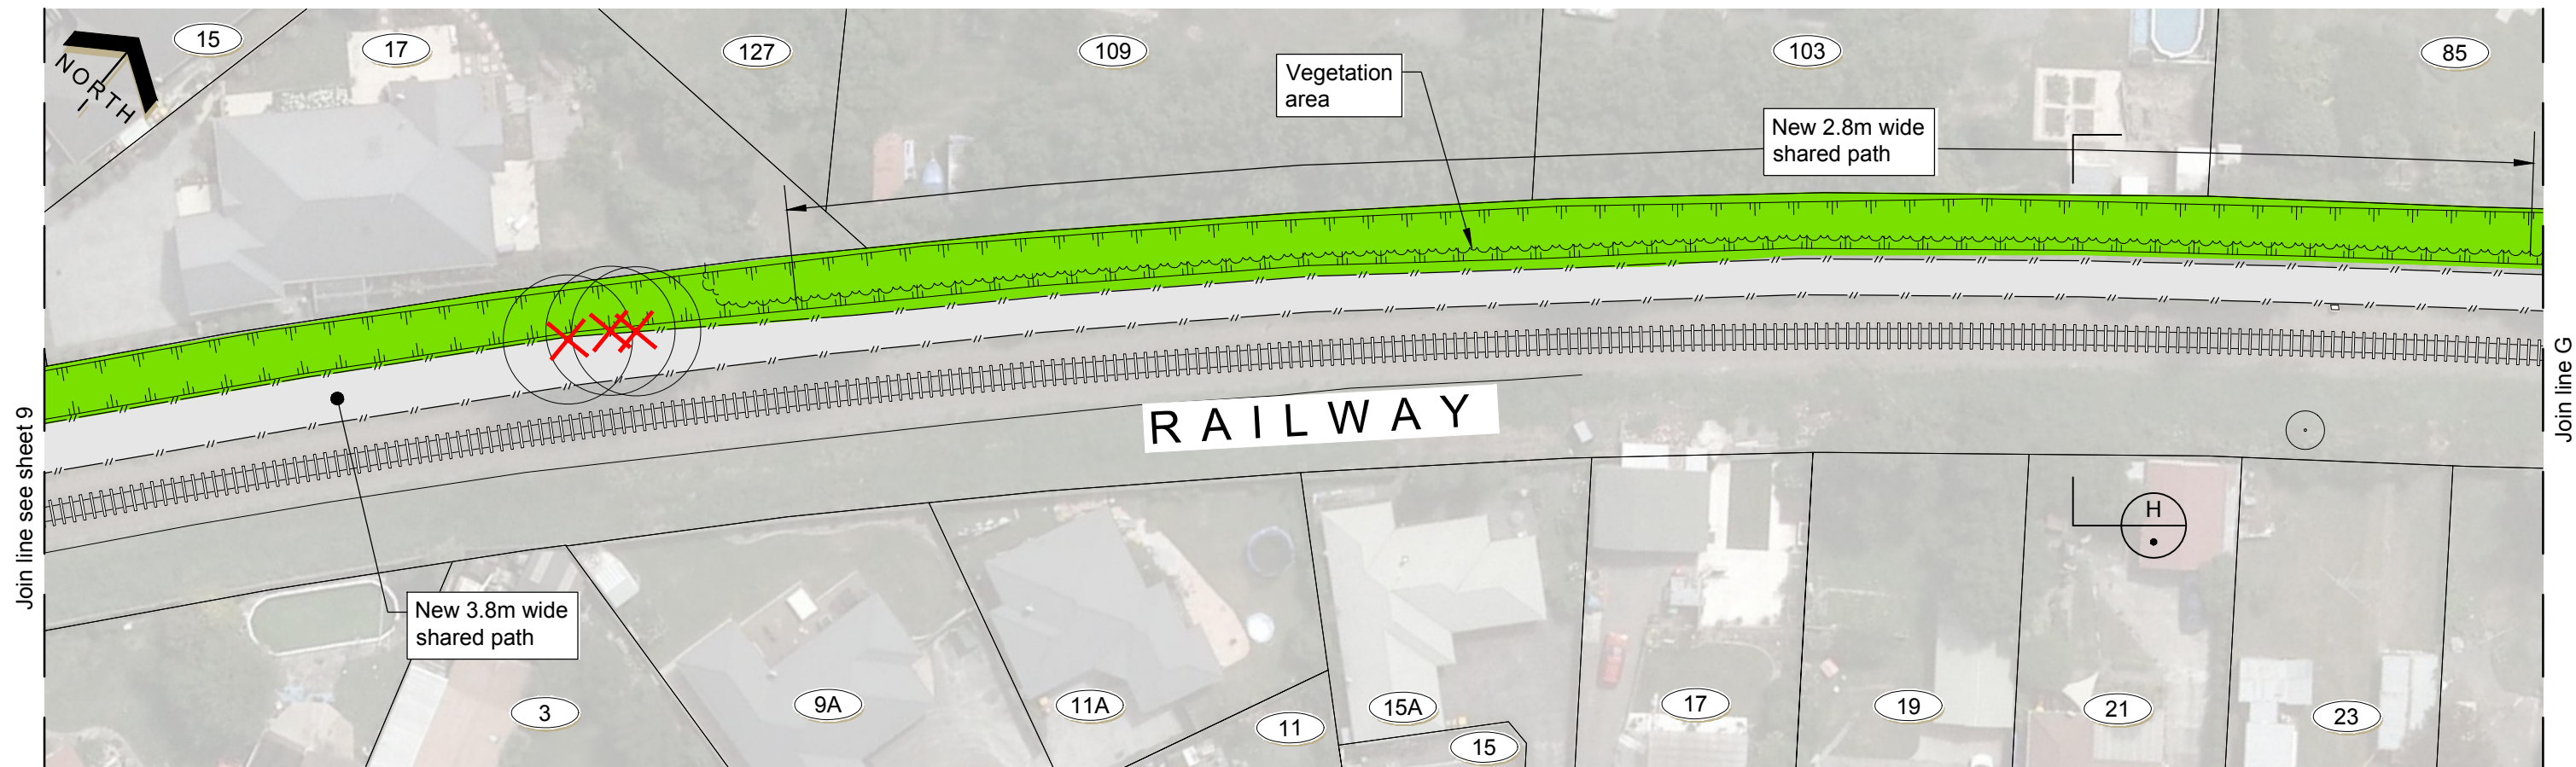 NORTH
15
17
127
109
103
85
Vegetation
area
New 2.8m wide
shared path
RAILWAY
Join line see sheet 9
Join line G
H
New 3.8m wide
shared path
3
9A
11A
11
15A
15
17
19
21
23